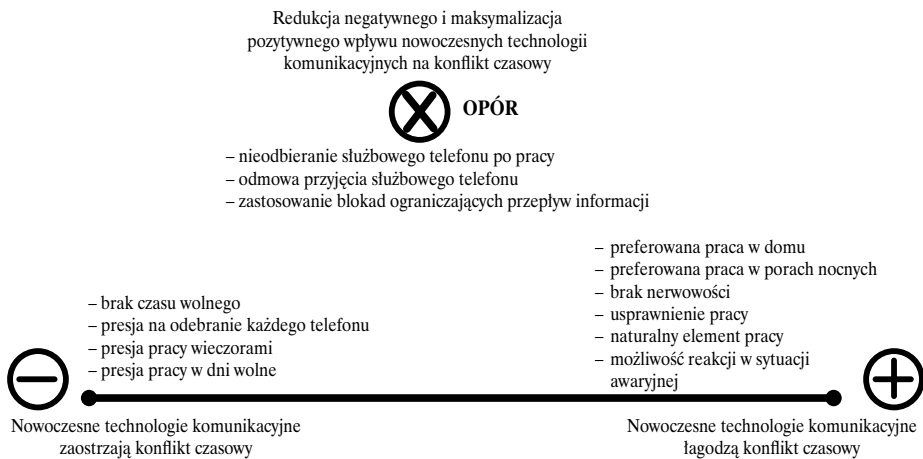 Redukcja negatywnego i maksymalizacja
pozytywnego wpływu nowoczesnych technologii
komunikacyjnych na konflikt czasowy
OPÓR
– nieodbieranie służbowego telefonu po pracy
– odmowa przyjęcia służbowego telefonu
– zastosowanie blokad ograniczających przepływ informacji
– brak czasu wolnego
– presja na odebranie każdego telefonu
– presja pracy wieczorami
– presja pracy w dni wolne
– preferowana praca w domu
– preferowana praca w porach nocnych
– brak nerwowości
– usprawnienie pracy
– naturalny element pracy
– możliwość reakcji w sytuacji
awaryjnej
Nowoczesne technologie komunikacyjne
zaostrzają konflikt czasowy
Nowoczesne technologie komunikacyjne
łagodzą konflikt czasowy